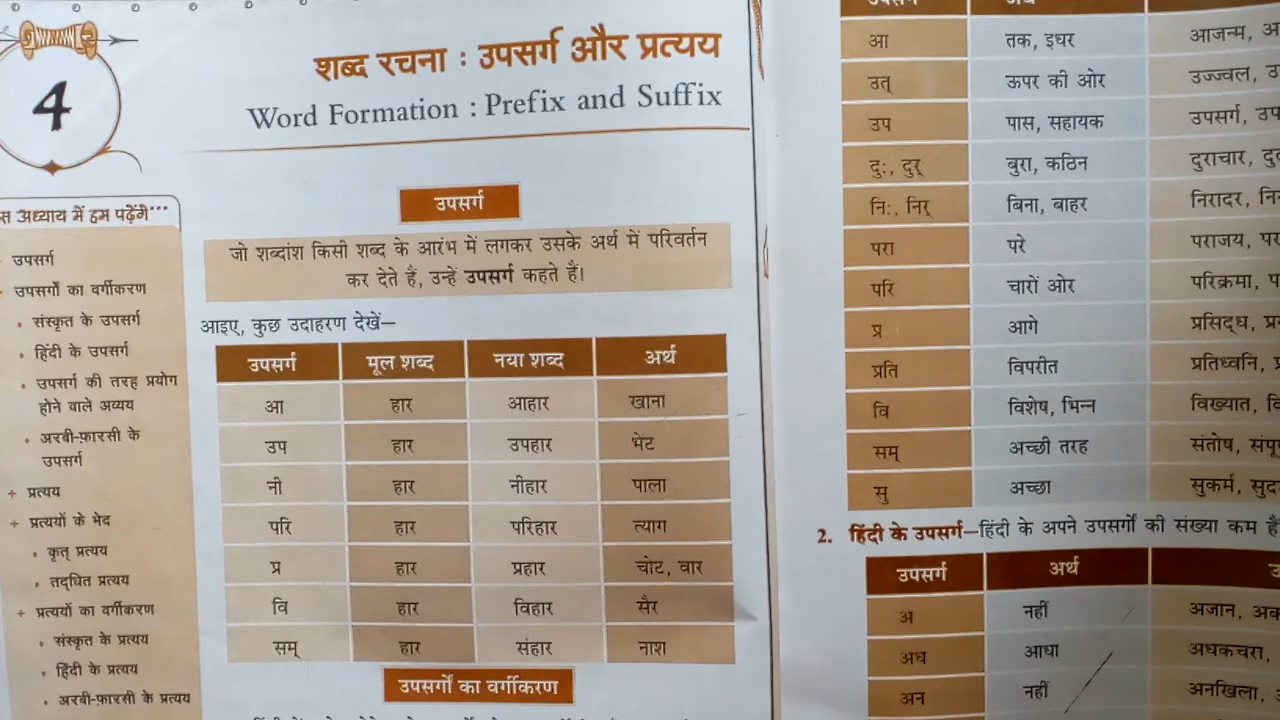 4
शब्द रचना : उपसर्ग और प्रत्यय
Word Formation : Prefix and Suffix
अध्याय में हम पढ़ेंगे...
उपसर्ग
उपसर्गों का वर्गीकरण
• संस्कृत के उपसर्ग
• हिंदी के उपसर्ग
• उपसर्ग की तरह प्रयोग
होने वाले अव्यय
• अरबी-फ़ारसी के
उपसर्ग
+ प्रत्यय
+ प्रत्ययों के भेद
• कृत् प्रत्यय
• तद्धित प्रत्यय
+ प्रत्ययों का वर्गीकरण
• संस्कृत के प्रत्यय
• हिंदी के प्रत्यय
• अरबी-फ़ारसी के प्रत्यय
उपसर्ग
जो शब्दांश किसी शब्द के आरंभ में लगकर उसके अर्थ में परिवर्तन
कर देते हैं, उन्हें उपसर्ग कहते हैं।
आइए, कुछ उदाहरण देखें—
उपसर्ग मूल शब्द नया शब्द अर्थ
आ हार आहार खाना
उप हार उपहार भेंट
नी हार नीहार पाला
परि हार परिहार त्याग
प्र हार प्रहार चोट, वार
वि हार विहार सैर
सम् हार संहार नाश
उपसर्गों का वर्गीकरण
आ तक, इधर आजन्म,
उत् ऊपर की ओर उज्ज्वल,
उप पास, सहायक उपसर्ग,
दुः, दुर् बुरा, कठिन दुराचार,
निः, निर् बिना, बाहर निरादर,
परा परे पराजय,
परि चारों ओर परिक्रमा,
प्र आगे प्रसिद्ध,
प्रति विपरीत प्रतिध्वनि,
वि विशेष, भिन्न विख्यात,
सम् अच्छी तरह संतोष,
सु अच्छा सुकर्म,
2. हिंदी के उपसर्ग—हिंदी के अपने उपसर्गों की संख्या कम है
उपसर्ग अर्थ
अ नहीं अजान,
अध आधा अधकचरा,
अन नहीं अनखिला,